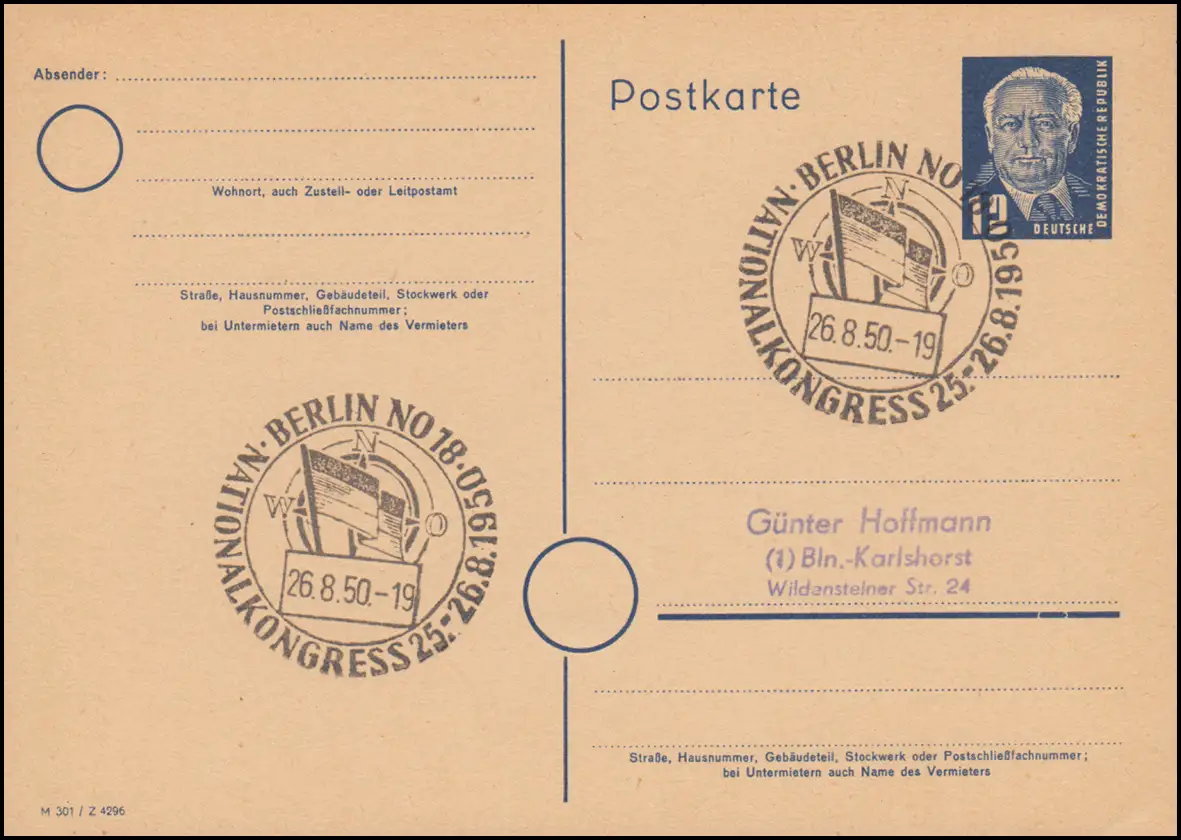 Absender:
Wohnort, auch Zustell- oder Leitpostamt
Straße, Hausnummer, Gebäudeteil, Stockwerk oder
Postschließfachnummer;
bei Untermietern auch Name des Vermieters
BERLIN NO 18 · NATIONALKONGRESS 25.-26.8.1950 ·
N
W
O
26.8.50.-19
M 301 / Z 4296
Postkarte
12
DEUTSCHE
DEMOKRATISCHE REPUBLIK
BERLIN NO 18 · NATIONALKONGRESS 25.-26.8.1950 ·
N
W
O
26.8.50.-19
Günter Hoffmann
(1) Bln.-Karlshorst
Wildensteiner Str. 24
Straße, Hausnummer, Gebäudeteil, Stockwerk oder Postschließfachnummer;
bei Untermietern auch Name des Vermieters